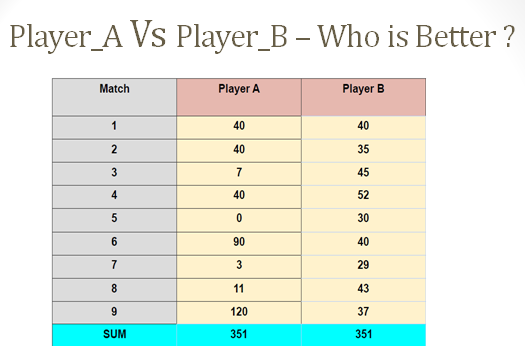 Player_A Vs Player_B – Who is Better ?
Match Player A Player B
1 40 40
2 40 35
3 7 45
4 40 52
5 0 30
6 90 40
7 3 29
8 11 43
9 120 37
SUM 351 351